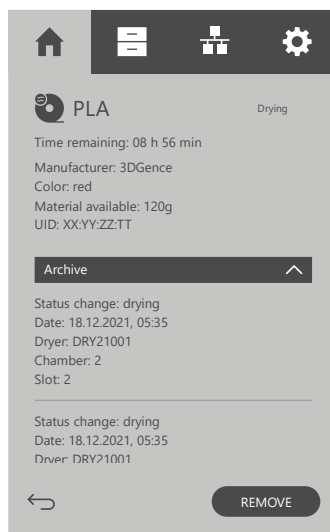 PLA
Drying
Time remaining: 08 h 56 min
Manufacturer: 3DGence
Color: red
Material available: 120g
UID: XX:YY:ZZ:TT
Archive
Status change: drying
Date: 18.12.2021, 05:35
Dryer: DRY21001
Chamber: 2
Slot: 2
Status change: drying
Date: 18.12.2021, 05:35
Dryer: DRY21001
REMOVE